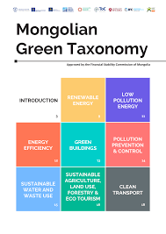 Mongolian
Green Taxonomy
Approved by the Financial Stability Commission of Mongolia
INTRODUCTION
RENEWABLE
ENERGY
LOW
POLLUTION
ENERGY
ENERGY
EFFICIENCY
GREEN
BUILDINGS
POLLUTION
PREVENTION
& CONTROL
SUSTAINABLE
WATER AND
WASTE USE
SUSTAINABLE
AGRICULTURE,
LAND USE,
FORESTRY &
ECO TOURISM
CLEAN
TRANSPORT